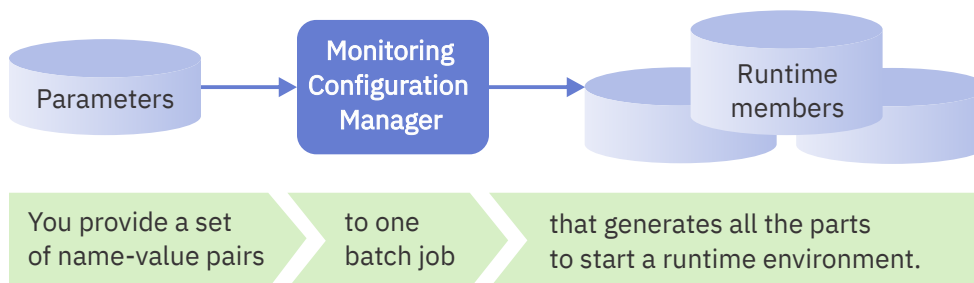 Parameters
Monitoring
Configuration
Manager
Runtime
members
You provide a set
of name-value pairs
to one
batch job
that generates all the parts
to start a runtime environment.